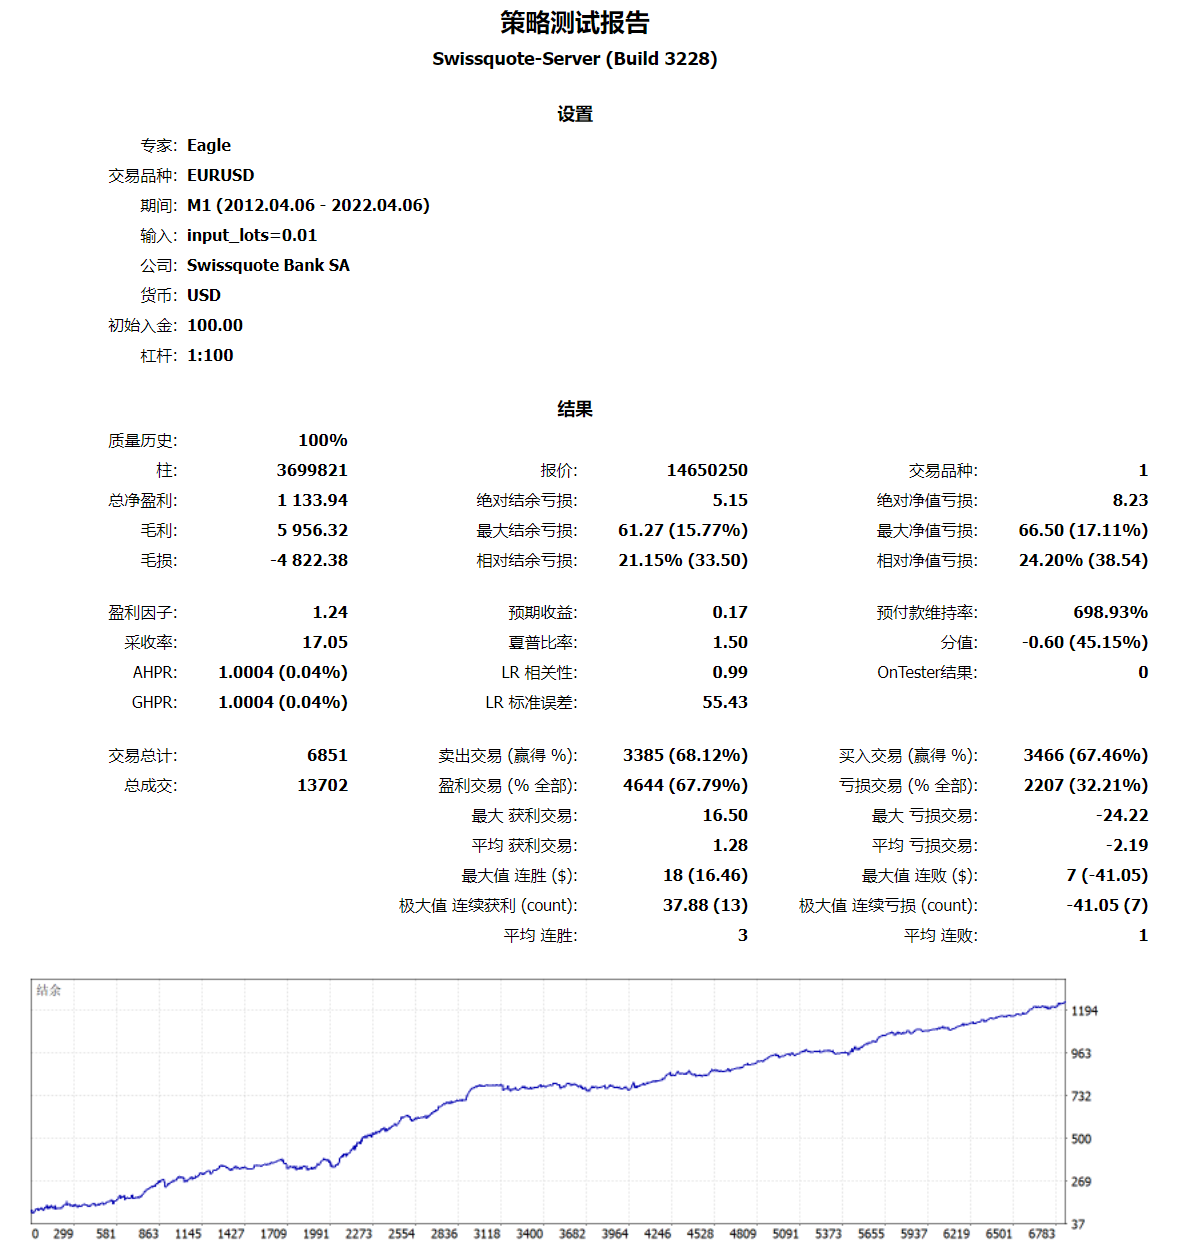 策略测试报告
Swissquote-Server (Build 3228)
设置
专家: Eagle
交易品种: EURUSD
期间: M1 (2012.04.06 - 2022.04.06)
输入: input_lots=0.01
公司: Swissquote Bank SA
货币: USD
初始入金: 100.00
杠杆: 1:100
结果
质量历史: 100%
柱: 3699821 报价: 14650250 交易品种: 1
总净盈利: 1 133.94 绝对结余亏损: 5.15 绝对净值亏损: 8.23
毛利: 5 956.32 最大结余亏损: 61.27 (15.77%) 最大净值亏损: 66.50 (17.11%)
毛损: -4 822.38 相对结余亏损: 21.15% (33.50) 相对净值亏损: 24.20% (38.54)
盈利因子: 1.24 预期收益: 0.17 预付款维持率: 698.93%
采收率: 17.05 夏普比率: 1.50 分值: -0.60 (45.15%)
AHPR: 1.0004 (0.04%) LR 相关性: 0.99 OnTester结果: 0
GHPR: 1.0004 (0.04%) LR 标准误差: 55.43
交易总计: 6851 卖出交易 (赢得 %): 3385 (68.12%) 买入交易 (赢得 %): 3466 (67.46%)
总成交: 13702 盈利交易 (% 全部): 4644 (67.79%) 亏损交易 (% 全部): 2207 (32.21%)
最大 获利交易: 16.50 最大 亏损交易: -24.22
平均 获利交易: 1.28 平均 亏损交易: -2.19
最大值 连胜 ($): 18 (16.46) 最大值 连败 ($): 7 (-41.05)
极大值 连续获利 (count): 37.88 (13) 极大值 连续亏损 (count): -41.05 (7)
平均 连胜: 3 平均 连败: 1
结余
1194
963
732
500
269
37
0 299 581 863 1145 1427 1709 1991 2273 2554 2836 3118 3400 3682 3964 4246 4528 4809 5091 5373 5655 5937 6219 6501 6783